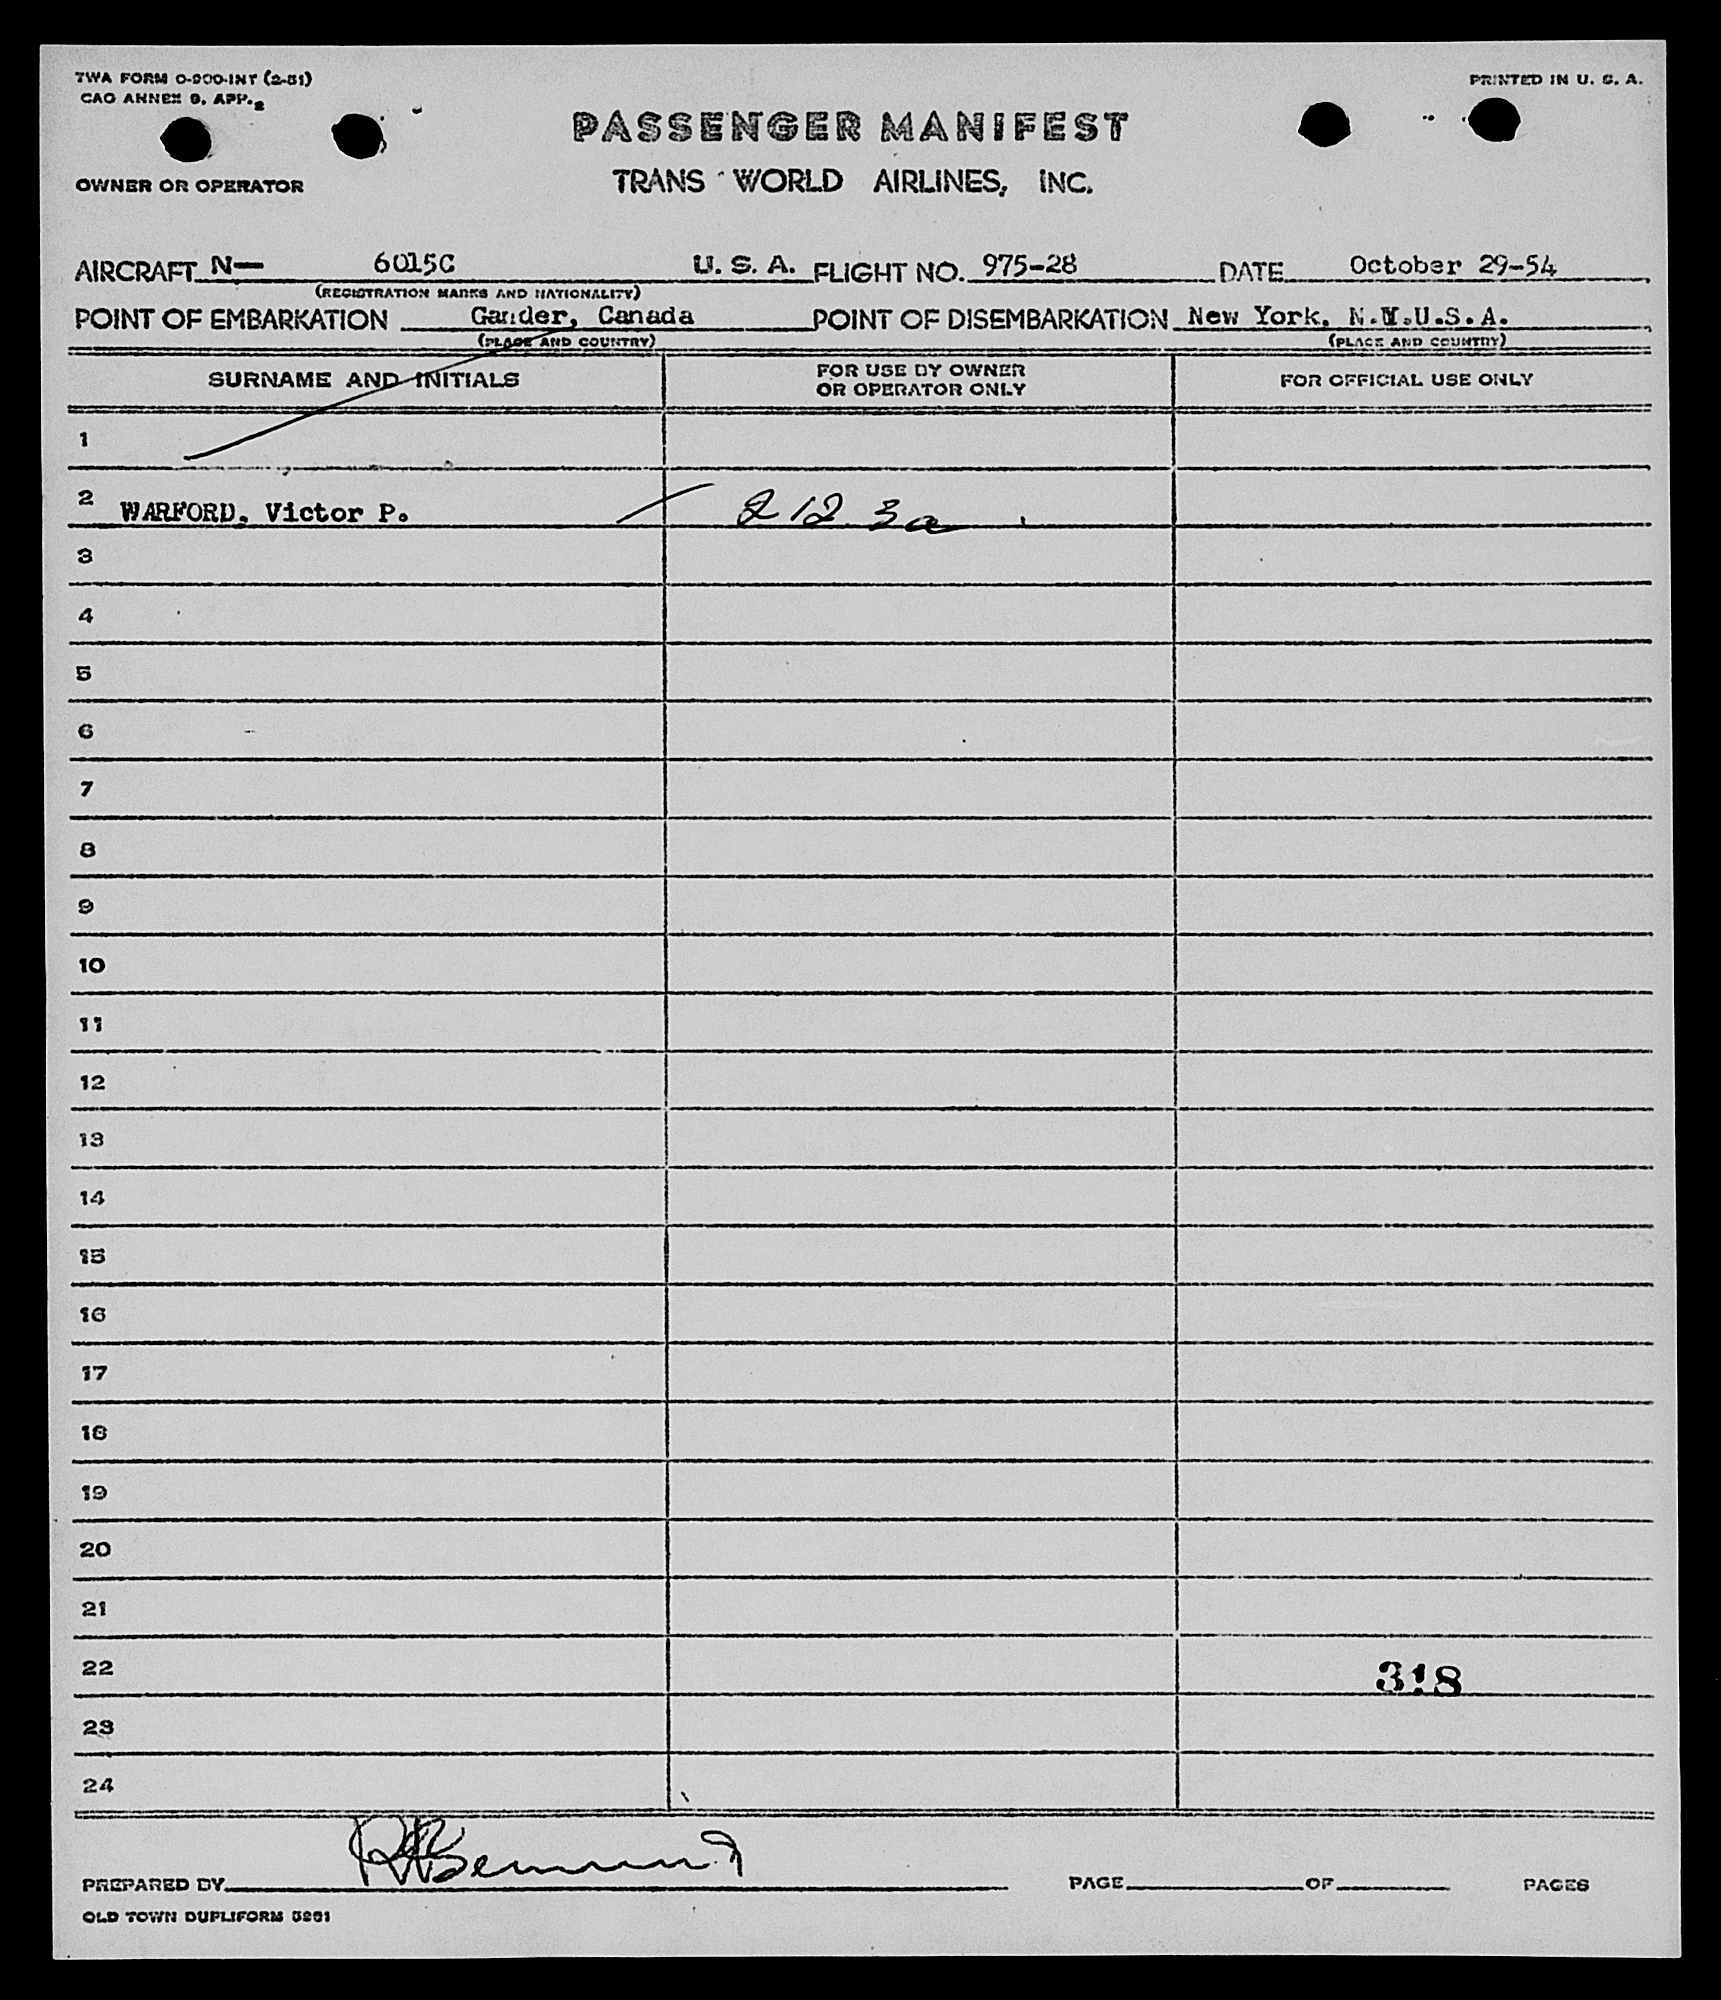 TWA FORM O-900-INT (2-51)
PRINTED IN U. S. A.
CAO ANNEX 9, APP. 2
PASSENGER MANIFEST
OWNER OR OPERATOR
TRANS WORLD AIRLINES, INC.
AIRCRAFT N— 6015C U. S. A. FLIGHT NO. 975-28 DATE October 29-54
(REGISTRATION MARKS AND NATIONALITY)
POINT OF EMBARKATION Gander, Canada POINT OF DISEMBARKATION New York, N.Y.U.S.A.
(PLACE AND COUNTRY) (PLACE AND COUNTRY)
SURNAME AND INITIALS FOR USE BY OWNER OR OPERATOR ONLY FOR OFFICIAL USE ONLY
1
2 WARFORD, Victor P. 212 3a
3
4
5
6
7
8
9
10
11
12
13
14
15
16
17
18
19
20
21
22 318
23
24
PREPARED BY PAGE OF PAGES
OLD TOWN DUPLIFORM 5261